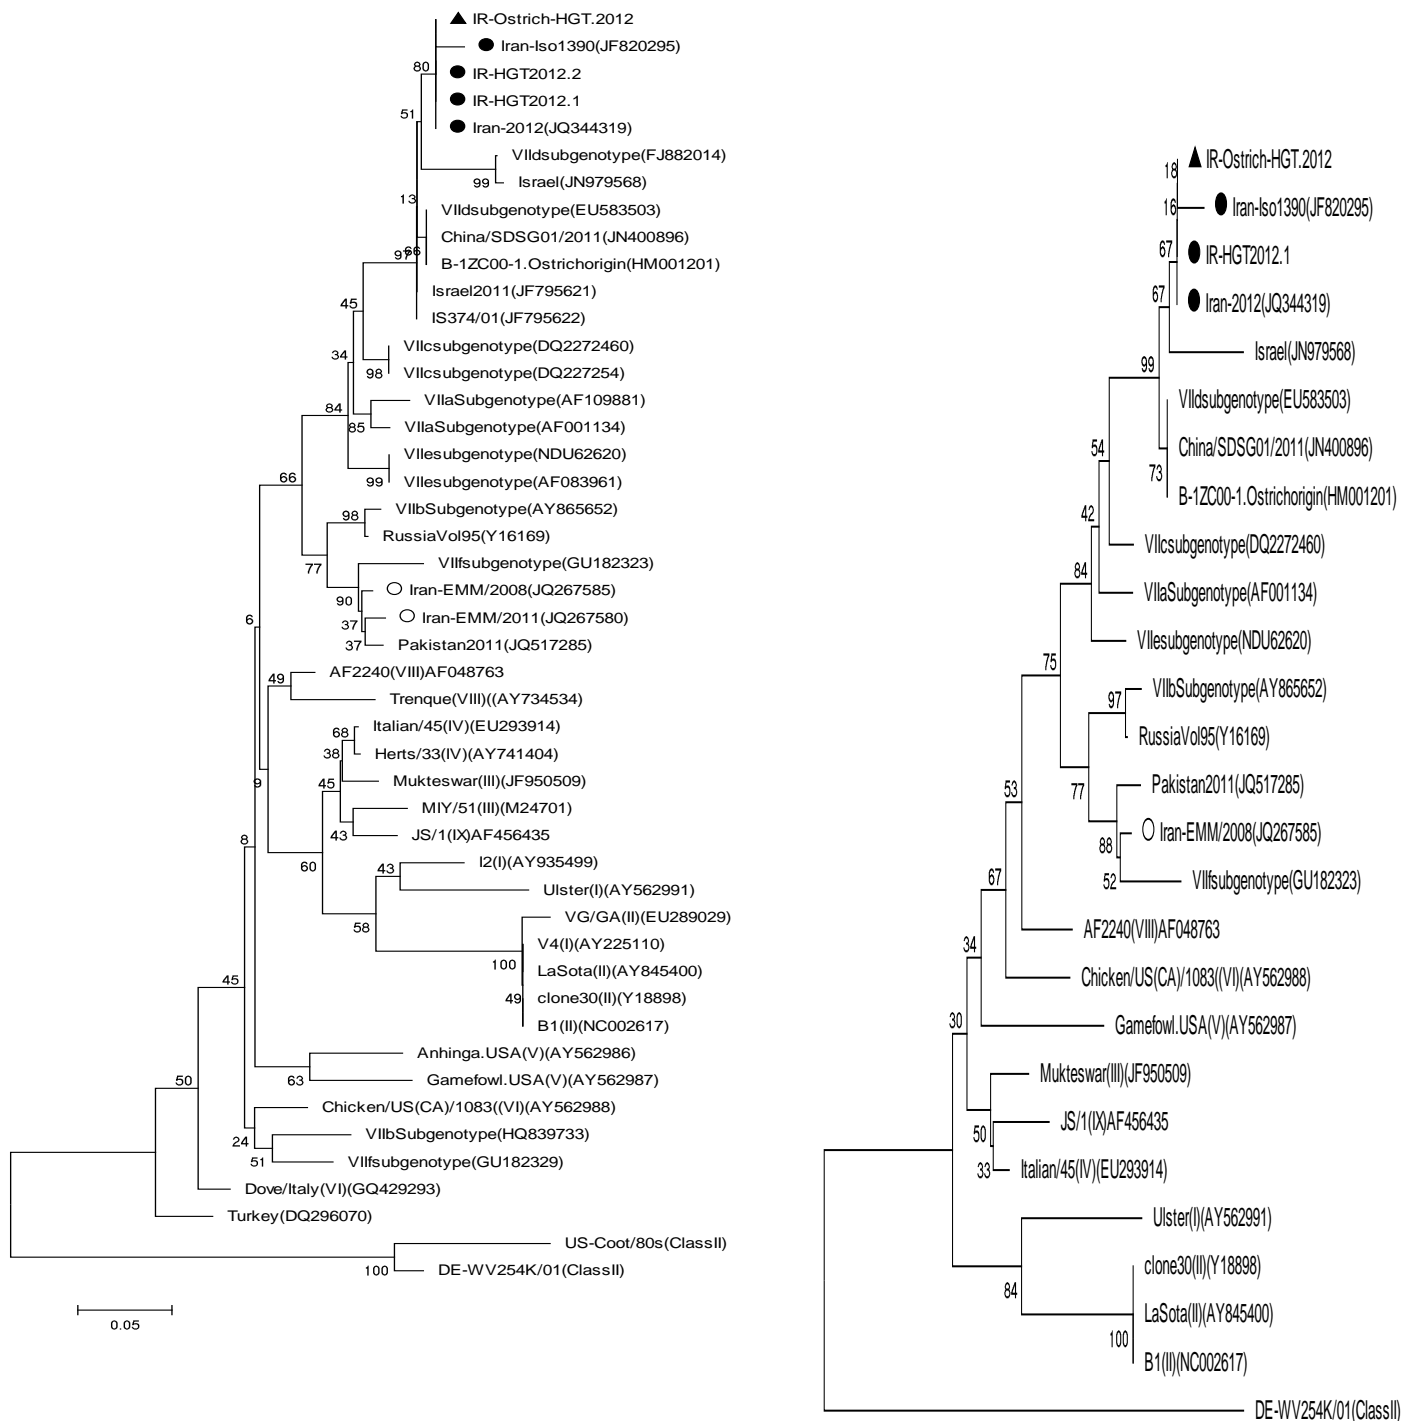 IR-Ostrich-HGT.2012
Iran-Iso1390(JF820295)
80
IR-HGT2012.2
IR-HGT2012.1
51
Iran-2012(JQ344319)
VIIdsubgenotype(FJ882014)
99
Israel(JN979568)
13
VIIdsubgenotype(EU583503)
China/SDSG01/2011(JN400896)
97
66
B-1ZC00-1.Ostrichorigin(HM001201)
Israel2011(JF795621)
45
IS374/01(JF795622)
VIIcsubgenotype(DQ2272460)
34
98
VIIcsubgenotype(DQ227254)
VIIaSubgenotype(AF109881)
84
85
VIIaSubgenotype(AF001134)
VIIesubgenotype(NDU62620)
66
99
VIIesubgenotype(AF083961)
98
VIIbSubgenotype(AY865652)
RussiaVol95(Y16169)
77
VIIfsubgenotype(GU182323)
90
Iran-EMM/2008(JQ267585)
6
37
Iran-EMM/2011(JQ267580)
37
Pakistan2011(JQ517285)
49
AF2240(VIII)AF048763
Trenque(VIII)((AY734534)
68
Italian/45(IV)(EU293914)
38
Herts/33(IV)(AY741404)
9
45
Mukteswar(III)(JF950509)
MIY/51(III)(M24701)
8
43
JS/1(IX)AF456435
60
43
I2(I)(AY935499)
Ulster(I)(AY562991)
58
VG/GA(II)(EU289029)
V4(I)(AY225110)
100
LaSota(II)(AY845400)
45
49
clone30(II)(Y18898)
B1(II)(NC002617)
Anhinga.USA(V)(AY562986)
50
63
Gamefowl.USA(V)(AY562987)
Chicken/US(CA)/1083((VI)(AY562988)
24
VIIbSubgenotype(HQ839733)
51
VIIfsubgenotype(GU182329)
Dove/Italy(VI)(GQ429293)
Turkey(DQ296070)
US-Coot/80s(ClassII)
100
DE-WV254K/01(ClassII)
0.05
IR-Ostrich-HGT.2012
18
16
Iran-Iso1390(JF820295)
67
IR-HGT2012.1
67
Iran-2012(JQ344319)
99
Israel(JN979568)
VIIdsubgenotype(EU583503)
54
China/SDSG01/2011(JN400896)
73
B-1ZC00-1.Ostrichorigin(HM001201)
42
VIIcsubgenotype(DQ2272460)
84
VIIaSubgenotype(AF001134)
VIIesubgenotype(NDU62620)
75
97
VIIbSubgenotype(AY865652)
RussiaVol95(Y16169)
53
77
Pakistan2011(JQ517285)
88
Iran-EMM/2008(JQ267585)
67
52
VIIfsubgenotype(GU182323)
AF2240(VIII)AF048763
34
Chicken/US(CA)/1083((VI)(AY562988)
30
Gamefowl.USA(V)(AY562987)
Mukteswar(III)(JF950509)
50
JS/1(IX)AF456435
33
Italian/45(IV)(EU293914)
Ulster(I)(AY562991)
84
clone30(II)(Y18898)
LaSota(II)(AY845400)
100
B1(II)(NC002617)
DE-WV254K/01(ClassII)